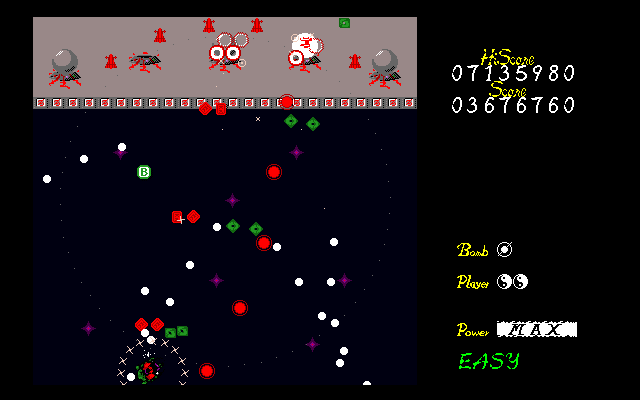 HiScore
07135980
Score
03676760
B
Bomb
Player
Power MAX
EASY